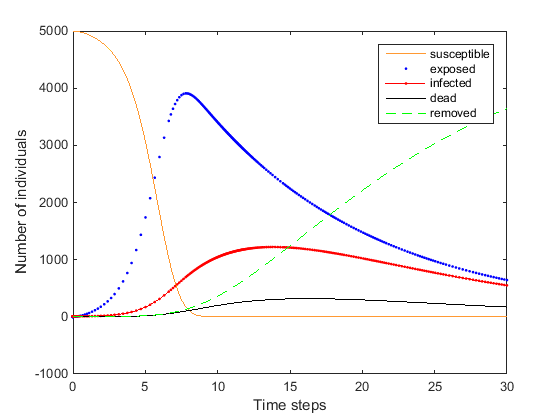 5000
4000
3000
2000
1000
0
-1000
Number of individuals
susceptible
exposed
infected
dead
removed
0 5 10 15 20 25 30
Time steps